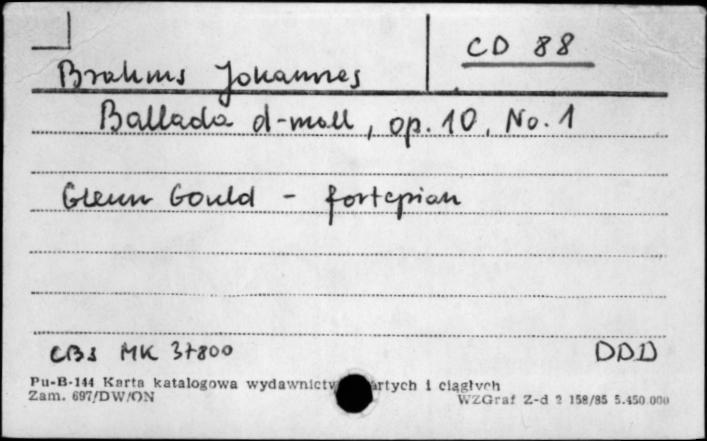 CD 88
Brahms Johannes
Ballada d-moll, op. 10, No. 1
Glenn Gould - fortepian
CBS MK 37800 DDD
Pu-B-144 Karta katalogowa wydawnictw artych i ciągłych
Zam. 697/DW/ON WZGraf Z-d 2 158/85 5.450.000